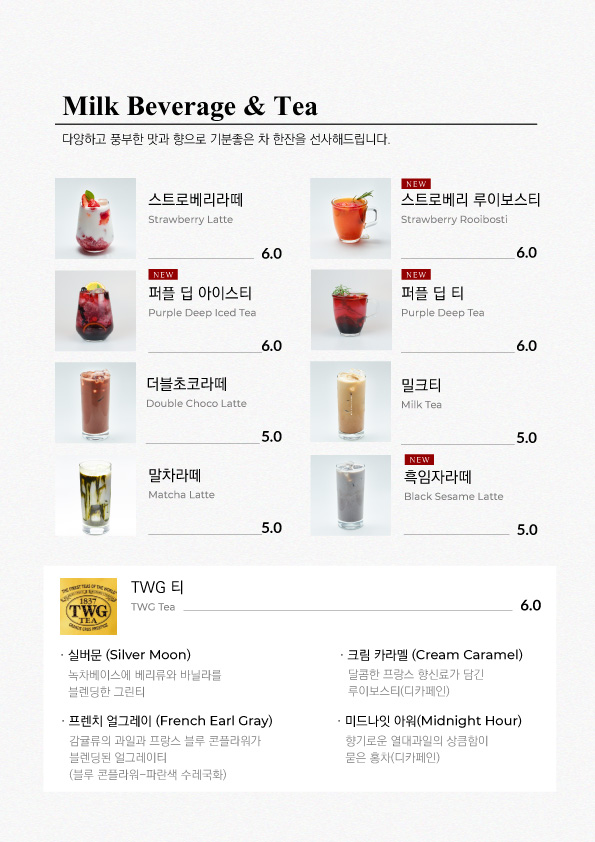 Milk Beverage & Tea
다양하고 풍부한 맛과 향으로 기분좋은 차 한잔을 선사해드립니다.
스트로베리라떼
Strawberry Latte
6.0
NEW
스트로베리 루이보스티
Strawberry Rooibosti
6.0
NEW
퍼플 딥 아이스티
Purple Deep Iced Tea
6.0
NEW
퍼플 딥 티
Purple Deep Tea
6.0
더블초코라떼
Double Choco Latte
5.0
밀크티
Milk Tea
5.0
말차라떼
Matcha Latte
5.0
NEW
흑임자라떼
Black Sesame Latte
5.0
THE FINEST TEAS OF THE WORLD
1837
TWG
TEA
TWG 티
TWG Tea
6.0
· 실버문 (Silver Moon)
녹차베이스에 베리류와 바닐라를
블렌딩한 그린티
· 크림 카라멜 (Cream Caramel)
달콤한 프랑스 향신료가 담긴
루이보스티(디카페인)
· 프렌치 얼그레이 (French Earl Gray)
감귤류의 과일과 프랑스 블루 콘플라워가
블렌딩된 얼그레이티
(블루 콘플라워-파란색 수레국화)
· 미드나잇 아워(Midnight Hour)
향기로운 열대과일의 상큼함이
묻은 홍차(디카페인)